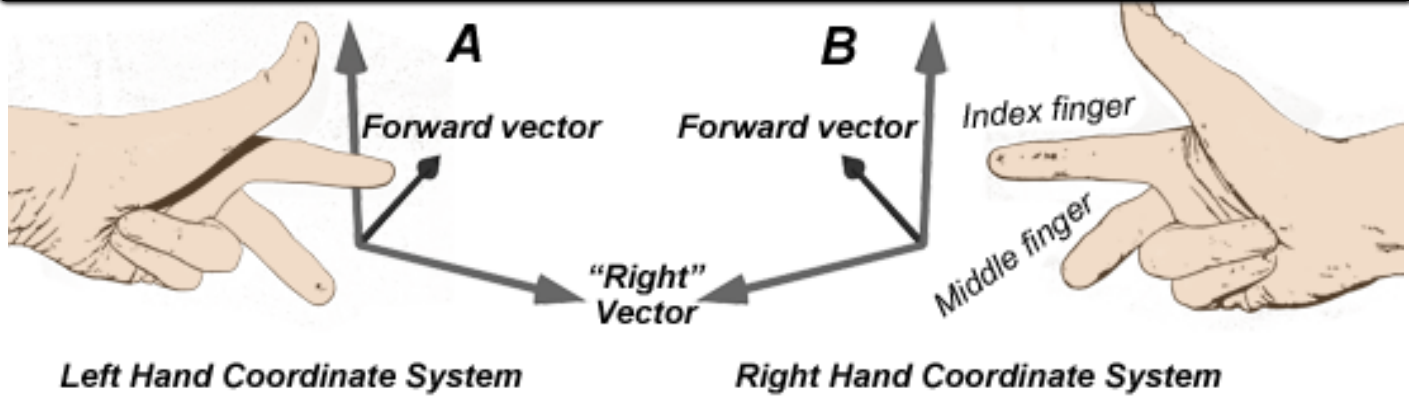 A
B
Forward vector
Forward vector
Index finger
Middle finger
“Right”
Vector
Left Hand Coordinate System
Right Hand Coordinate System